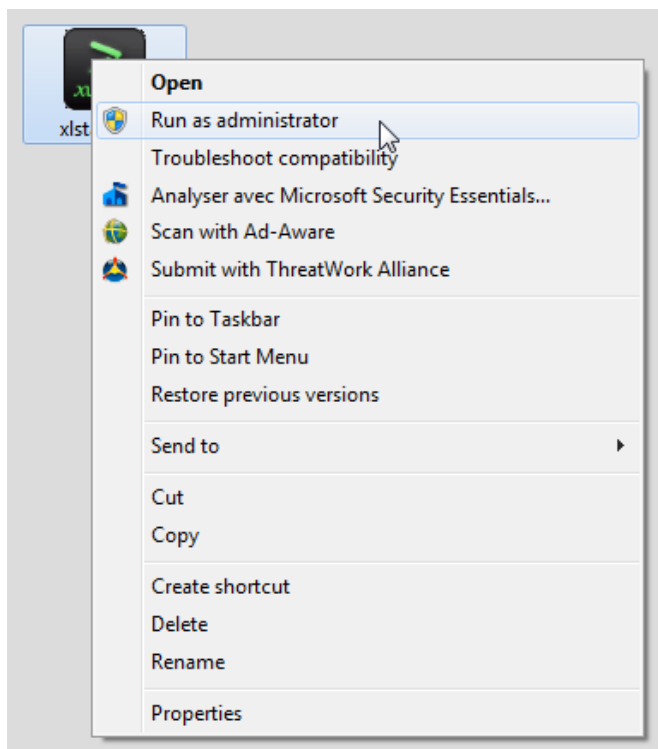 Open
Run as administrator
Troubleshoot compatibility
Analyser avec Microsoft Security Essentials...
Scan with Ad-Aware
Submit with ThreatWork Alliance
Pin to Taskbar
Pin to Start Menu
Restore previous versions
Send to
Cut
Copy
Create shortcut
Delete
Rename
Properties